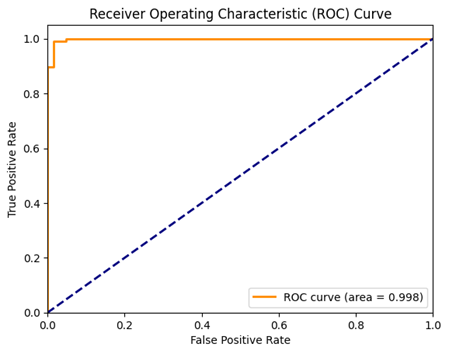 Receiver Operating Characteristic (ROC) Curve
1.0
0.8
0.6
0.4
0.2
0.0
True Positive Rate
ROC curve (area = 0.998)
0.0 0.2 0.4 0.6 0.8 1.0
False Positive Rate